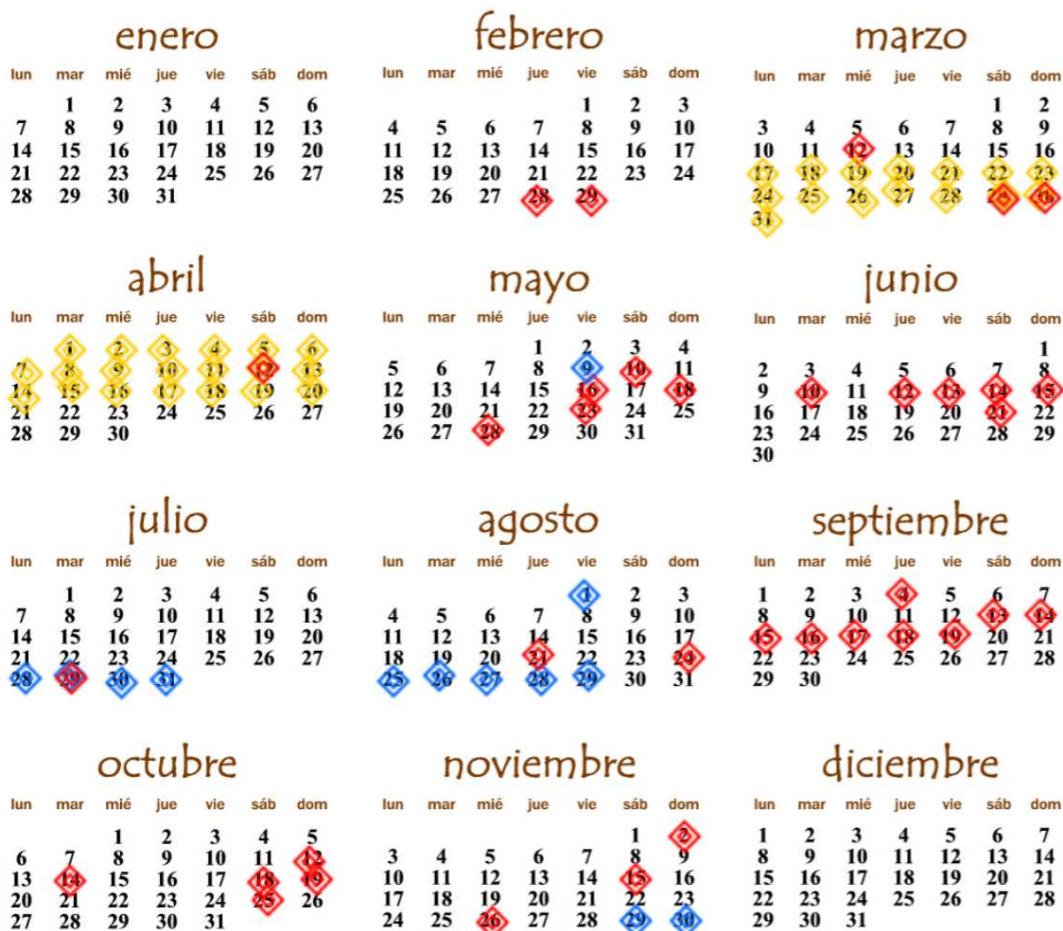 enero
lun mar mié jue vie sáb dom
1 2 3 4 5 6
7 8 9 10 11 12 13
14 15 16 17 18 19 20
21 22 23 24 25 26 27
28 29 30 31
febrero
lun mar mié jue vie sáb dom
1 2 3
4 5 6 7 8 9 10
11 12 13 14 15 16 17
18 19 20 21 22 23 24
25 26 27 28 29
marzo
lun mar mié jue vie sáb dom
1 2
3 4 5 6 7 8 9
10 11 12 13 14 15 16
17 18 19 20 21 22 23
24 25 26 27 28 29 30
31
abril
lun mar mié jue vie sáb dom
1 2 3 4 5 6
7 8 9 10 11 12 13
14 15 16 17 18 19 20
21 22 23 24 25 26 27
28 29 30
mayo
lun mar mié jue vie sáb dom
1 2 3 4
5 6 7 8 9 10 11
12 13 14 15 16 17 18
19 20 21 22 23 24 25
26 27 28 29 30 31
junio
lun mar mié jue vie sáb dom
1
2 3 4 5 6 7 8
9 10 11 12 13 14 15
16 17 18 19 20 21 22
23 24 25 26 27 28 29
30
julio
lun mar mié jue vie sáb dom
1 2 3 4 5 6
7 8 9 10 11 12 13
14 15 16 17 18 19 20
21 22 23 24 25 26 27
28 29 30 31
agosto
lun mar mié jue vie sáb dom
1 2 3
4 5 6 7 8 9 10
11 12 13 14 15 16 17
18 19 20 21 22 23 24
25 26 27 28 29 30 31
septiembre
lun mar mié jue vie sáb dom
1 2 3 4 5 6 7
8 9 10 11 12 13 14
15 16 17 18 19 20 21
22 23 24 25 26 27 28
29 30
octubre
lun mar mié jue vie sáb dom
1 2 3 4 5
6 7 8 9 10 11 12
13 14 15 16 17 18 19
20 21 22 23 24 25 26
27 28 29 30 31
noviembre
lun mar mié jue vie sáb dom
1 2
3 4 5 6 7 8 9
10 11 12 13 14 15 16
17 18 19 20 21 22 23
24 25 26 27 28 29 30
diciembre
lun mar mié jue vie sáb dom
1 2 3 4 5 6 7
8 9 10 11 12 13 14
15 16 17 18 19 20 21
22 23 24 25 26 27 28
29 30 31